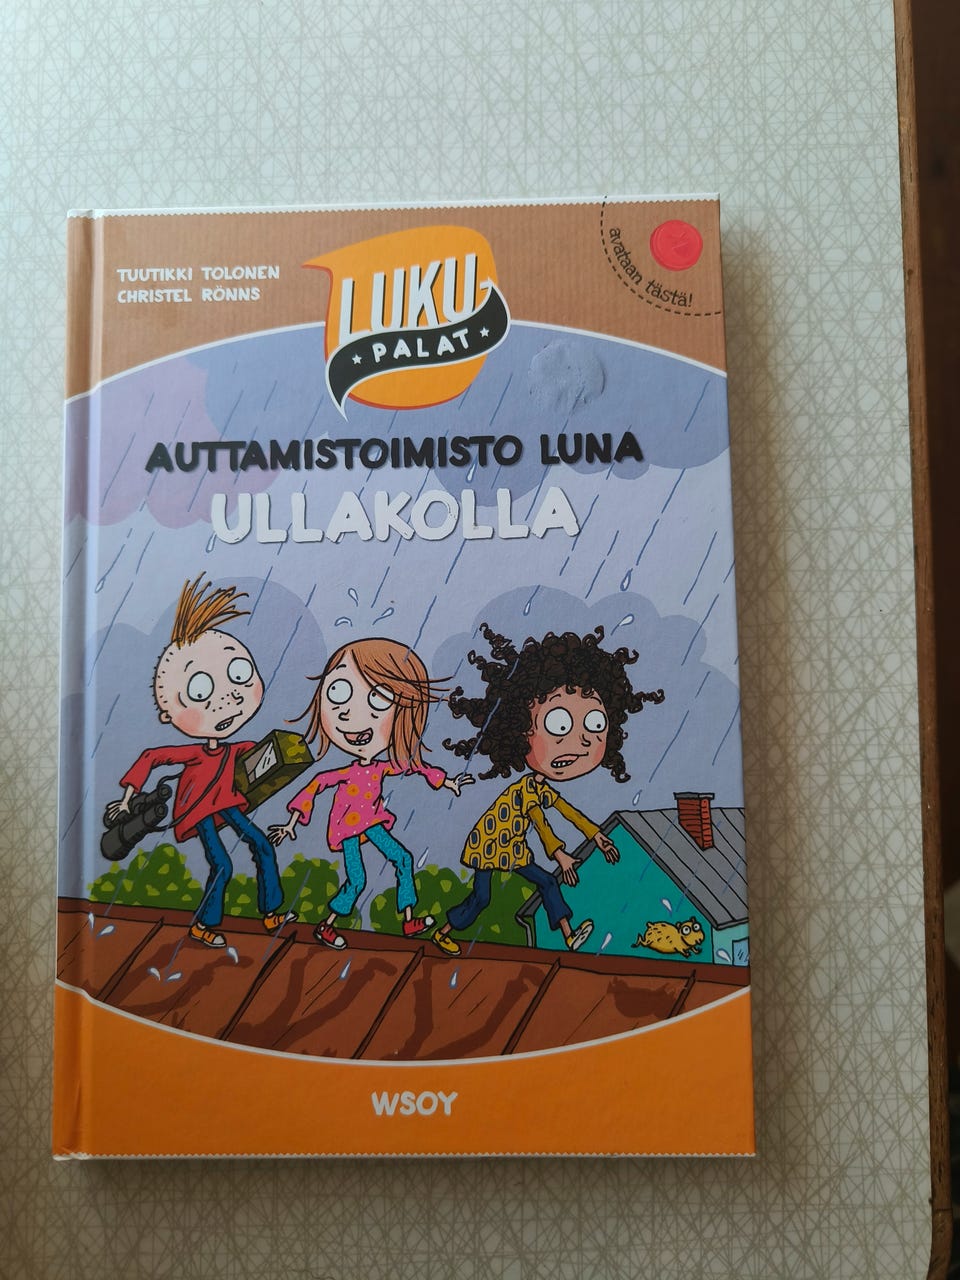 TUUTIKKI TOLONEN
CHRISTEL RÖNNS
LUKU-
PALAT
avataan tästä!
AUTTAMISTOIMISTO LUNA
ULLAKOLLA
WSOY